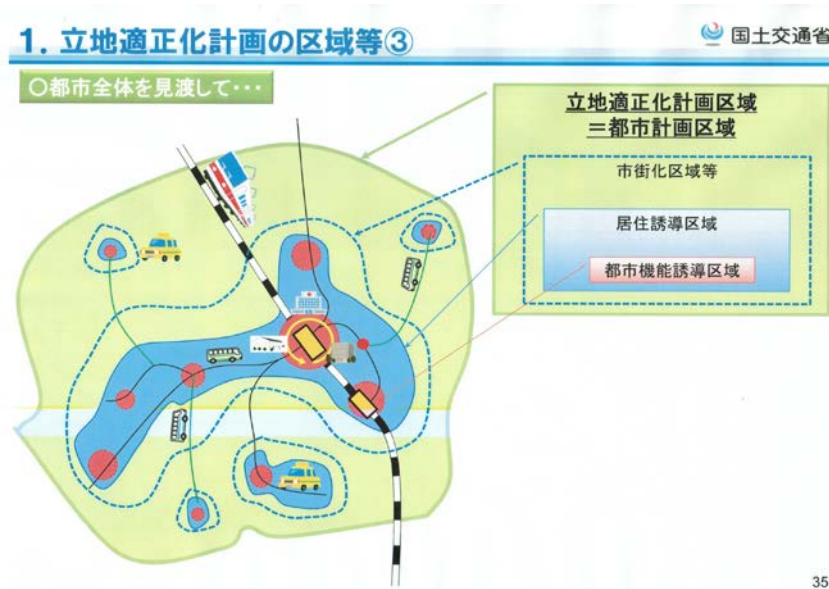 1. 立地適正化計画の区域等③
国土交通省
〇都市全体を見渡して・・・
立地適正化計画区域
＝都市計画区域
市街化区域等
居住誘導区域
都市機能誘導区域
35